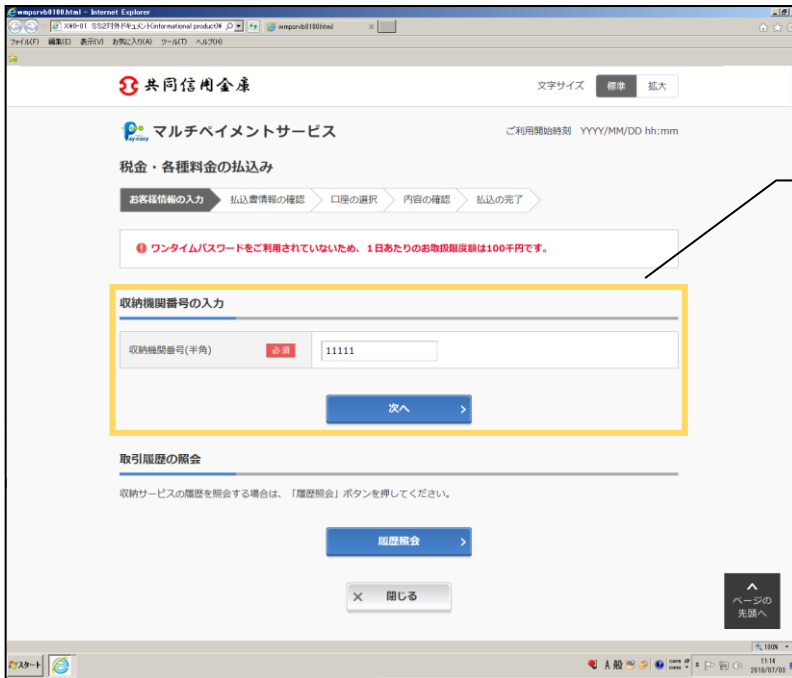 wmpsrvb0100.html - Internet Explorer
wmpsrvb0100.html
ファイル(F) 編集(E) 表示(V) お気に入り(A) ツール(T) ヘルプ(H)
共同信用金庫
文字サイズ 標準 拡大
Pay-easy マルチペイメントサービス
ご利用開始時刻 YYYY/MM/DD hh:mm
税金・各種料金の払込み
お客様情報の入力 払込書情報の確認 口座の選択 内容の確認 払込の完了
ワンタイムパスワードをご利用されていないため、1日あたりのお取扱限度額は100千円です。
収納機関番号の入力
収納機関番号(半角) 必須 11111
次へ
取引履歴の照会
収納サービスの履歴を照会する場合は、「履歴照会」ボタンを押してください。
履歴照会
閉じる
ページの
先頭へ
100%
スタート
A 般
11:14